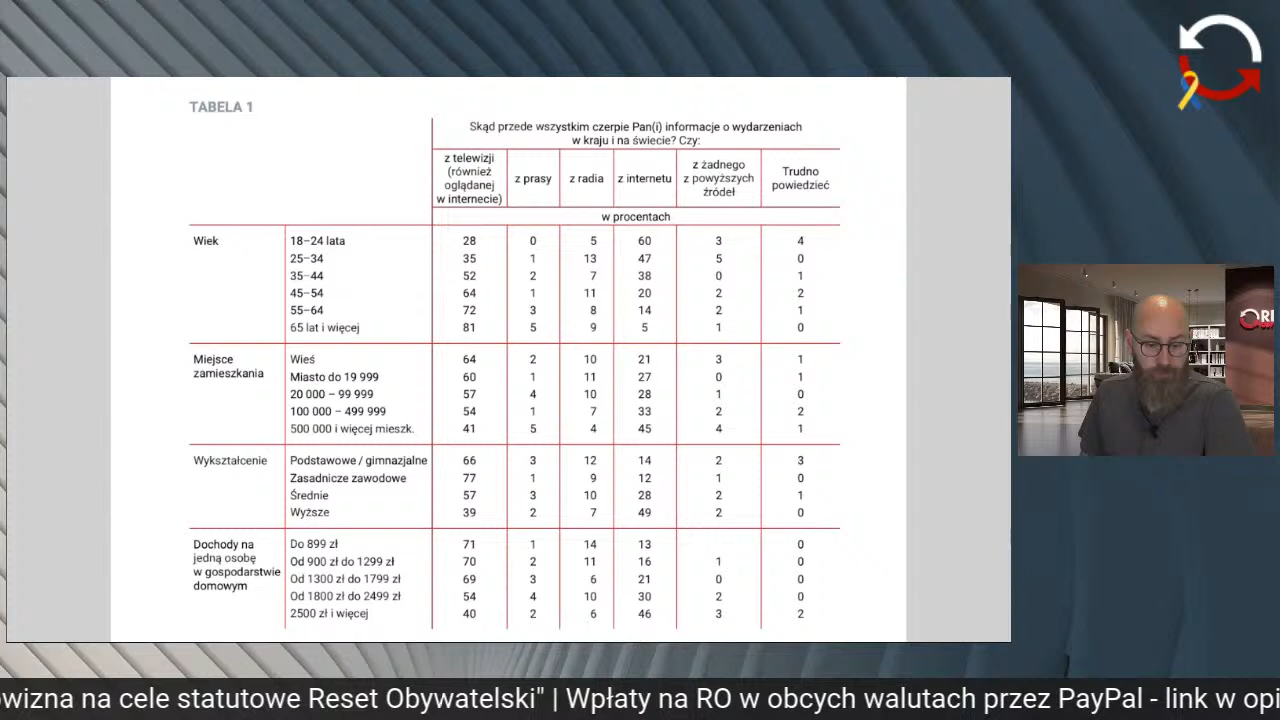 TABELA 1
Skąd przede wszystkim czerpie Pan(i) informacje o wydarzeniach
w kraju i na świecie? Czy:
z telewizji
(również
oglądanej
w internecie)
z prasy
z radia
z internetu
z żadnego
z powyższych
źródeł
Trudno
powiedzieć
w procentach
Wiek
18–24 lata 28 0 5 60 3 4
25–34 35 1 13 47 5 0
35–44 52 2 7 38 0 1
45–54 64 1 11 20 2 2
55–64 72 3 8 14 2 1
65 lat i więcej 81 5 9 5 1 0
Miejsce
zamieszkania
Wieś 64 2 10 21 3 1
Miasto do 19 999 60 1 11 27 0 1
20 000 – 99 999 57 4 10 28 1 0
100 000 – 499 999 54 1 7 33 2 2
500 000 i więcej mieszk. 41 5 4 45 4 1
Wykształcenie
Podstawowe / gimnazjalne 66 3 12 14 2 3
Zasadnicze zawodowe 77 1 9 12 1 0
Średnie 57 3 10 28 2 1
Wyższe 39 2 7 49 2 0
Dochody na
jedną osobę
w gospodarstwie
domowym
Do 899 zł 71 1 14 13 0
Od 900 zł do 1299 zł 70 2 11 16 1 0
Od 1300 zł do 1799 zł 69 3 6 21 0 0
Od 1800 zł do 2499 zł 54 4 10 30 2 0
2500 zł i więcej 40 2 6 46 3 2
owizna na cele statutowe Reset Obywatelski" | Wpłaty na RO w obcych walutach przez PayPal - link w opi